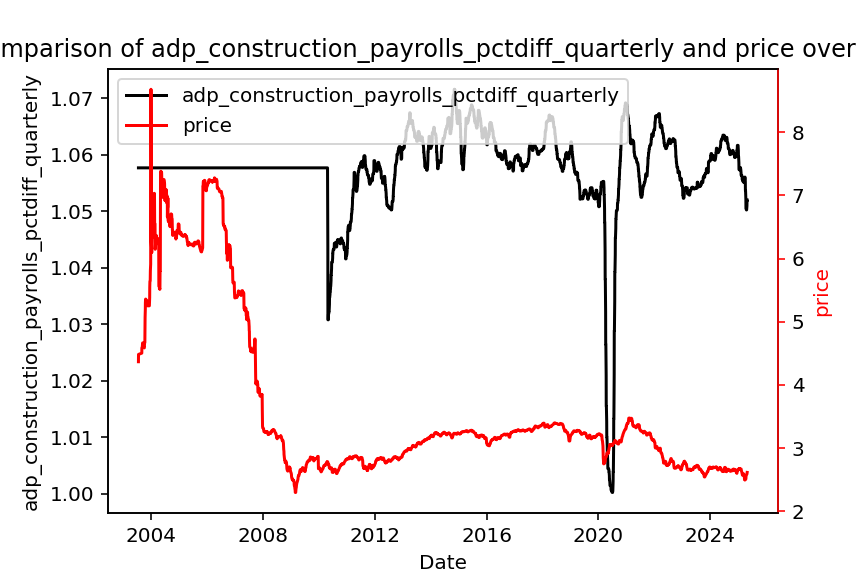 mparison of adp_construction_payrolls_pctdiff_quarterly and price over
adp_construction_payrolls_pctdiff_quarterly
price
adp_construction_payrolls_pctdiff_quarterly
1.07
1.06
1.05
1.04
1.03
1.02
1.01
1.00
8
7
6
5
4
3
2
price
2004 2008 2012 2016 2020 2024
Date